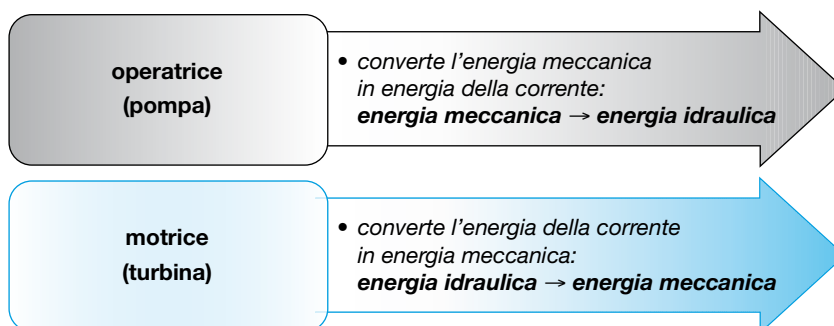 operatrice
(pompa)
• converte l'energia meccanica
in energia della corrente:
energia meccanica → energia idraulica
motrice
(turbina)
• converte l'energia della corrente
in energia meccanica:
energia idraulica → energia meccanica